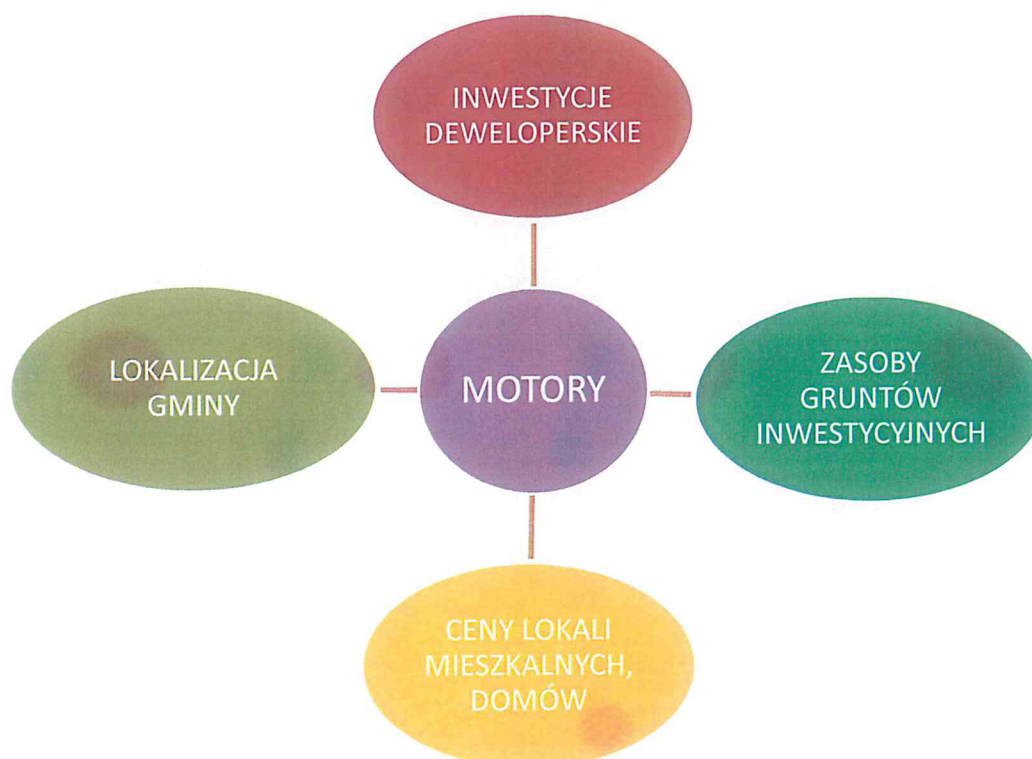 INWESTYCJE
DEWELOPERSKIE
LOKALIZACJA
GMINY
MOTORY
ZASOBY
GRUNTÓW
INWESTYCYJNYCH
CENY LOKALI
MIESZKALNYCH,
DOMÓW